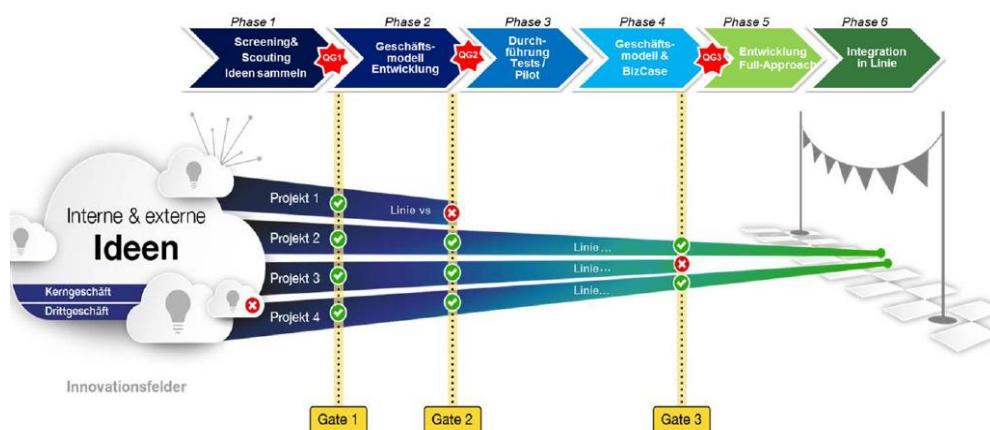 Phase 1
Phase 2
Phase 3
Phase 4
Phase 5
Phase 6
Screening&
Scouting
Ideen sammeln
QG1
Geschäfts-
modell
Entwicklung
QG2
Durch-
führung
Tests /
Pilot
Geschäfts-
modell &
BizCase
QG3
Entwicklung
Full-Approach
Integration
in Linie
Interne & externe
Ideen
Kerngeschäft
Drittgeschäft
Projekt 1
Linie vs
Projekt 2
Linie...
Projekt 3
Linie...
Projekt 4
Linie...
Innovationsfelder
Gate 1
Gate 2
Gate 3